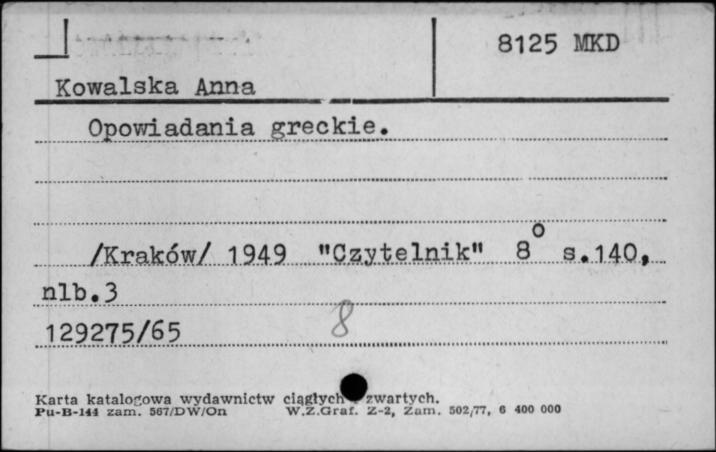 8125 MKD
Kowalska Anna
Opowiadania greckie.
/Kraków/ 1949 "Czytelnik" 8° s.140,
nlb.3
129275/65 8
Karta katalogowa wydawnictw ciągłych zwartych.
Pu-B-144 zam. 567/DW/On W.Z.Graf. Z-2, Zam. 502/77, 6 400 000